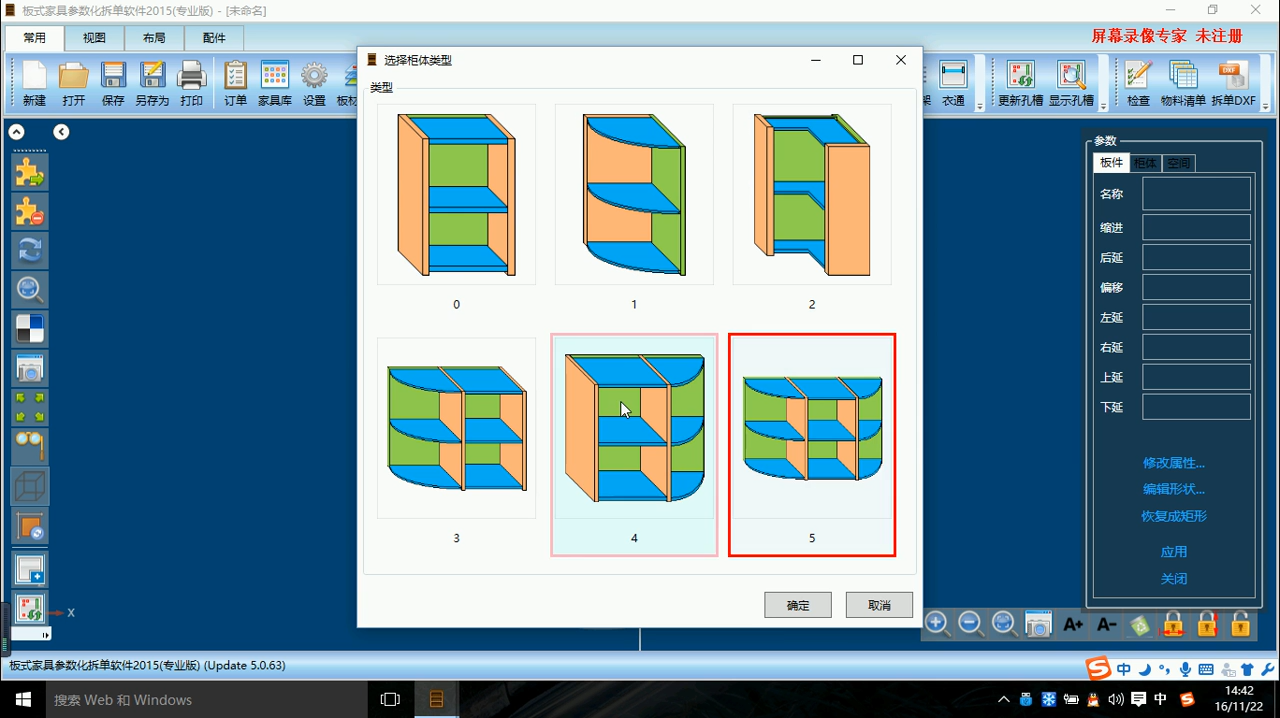 板式家具参数化拆单软件2015(专业版) - [未命名]
常用 视图 布局 配件
屏幕录像专家 未注册
新建 打开 保存 另存为 打印 订单 家具库 设置 衣通 更新孔槽 显示孔槽 检查 物料清单 拆单DXF
选择柜体类型
类型
0 1 2
3 4 5
确定 取消
参数
板件 柜体 空间
名称
缩进
后延
偏移
左延
右延
上延
下延
修改属性...
编辑形状...
恢复成矩形
应用
关闭
X
A+ A-
板式家具参数化拆单软件2015(专业版) (Update 5.0.63)
中
搜索 Web 和 Windows
中
14:42
16/11/22